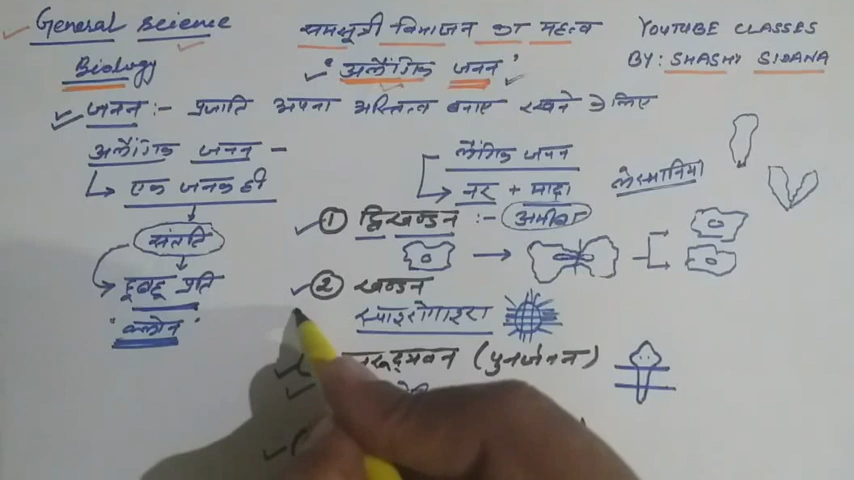 General Science
समसूत्री विभाजन का महत्व
YOUTUBE CLASSES
Biology
"अलैंगिक जनन"
BY: SHASHI SIDANA
जनन :- प्रजाति अपना अस्तित्व बनाए रखने के लिए
अलैंगिक जनन -
लैंगिक जनन
एक जनक ही
नर + मादा
लेस्मानिया
① द्विखण्डन :- अमीबा
संतति
हूबहू प्रति
② खण्डन
"क्लोन"
स्पाइरोगाइरा
(पुनर्जनन)